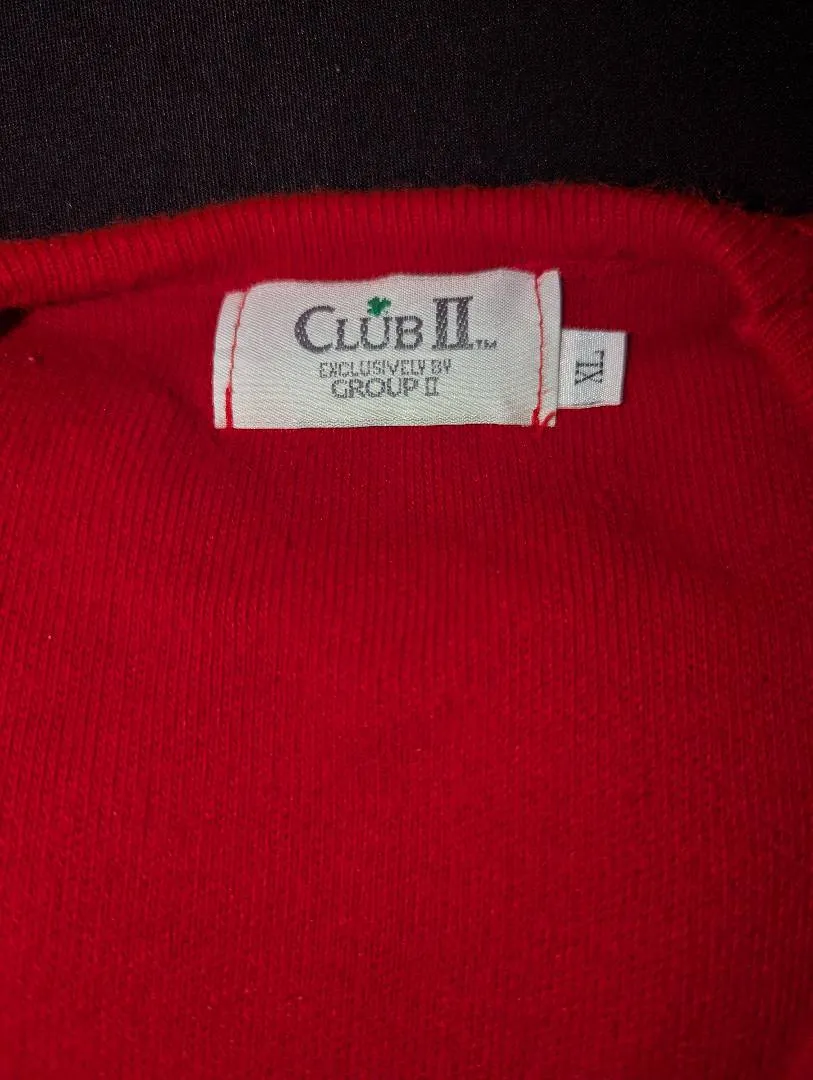 CLUB II™
EXCLUSIVELY BY
GROUP II
XL